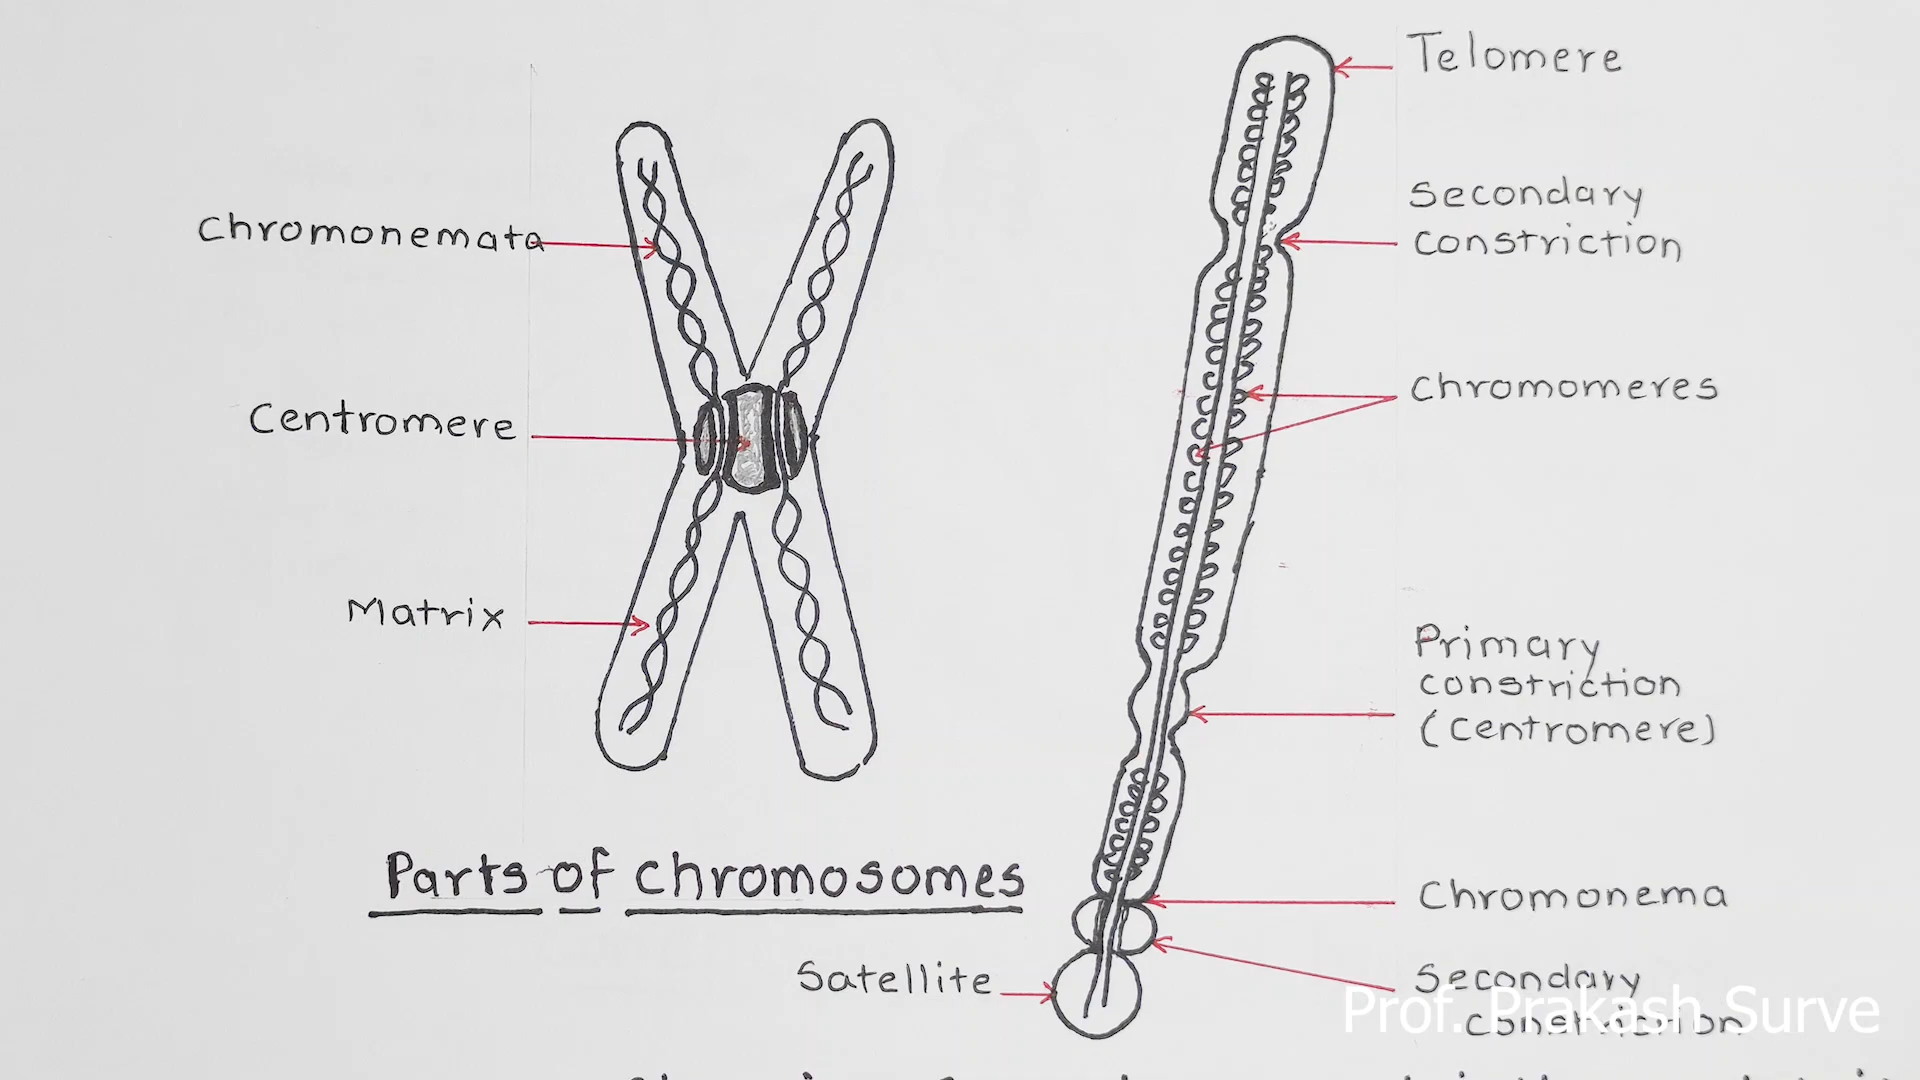 Telomere
Secondary
constriction
Chromonemata
Chromomeres
Centromere
Matrix
Primary
constriction
(centromere)
Parts of chromosomes
Chromonema
Satellite
Secondary
constriction
Prof. Prakash Surve